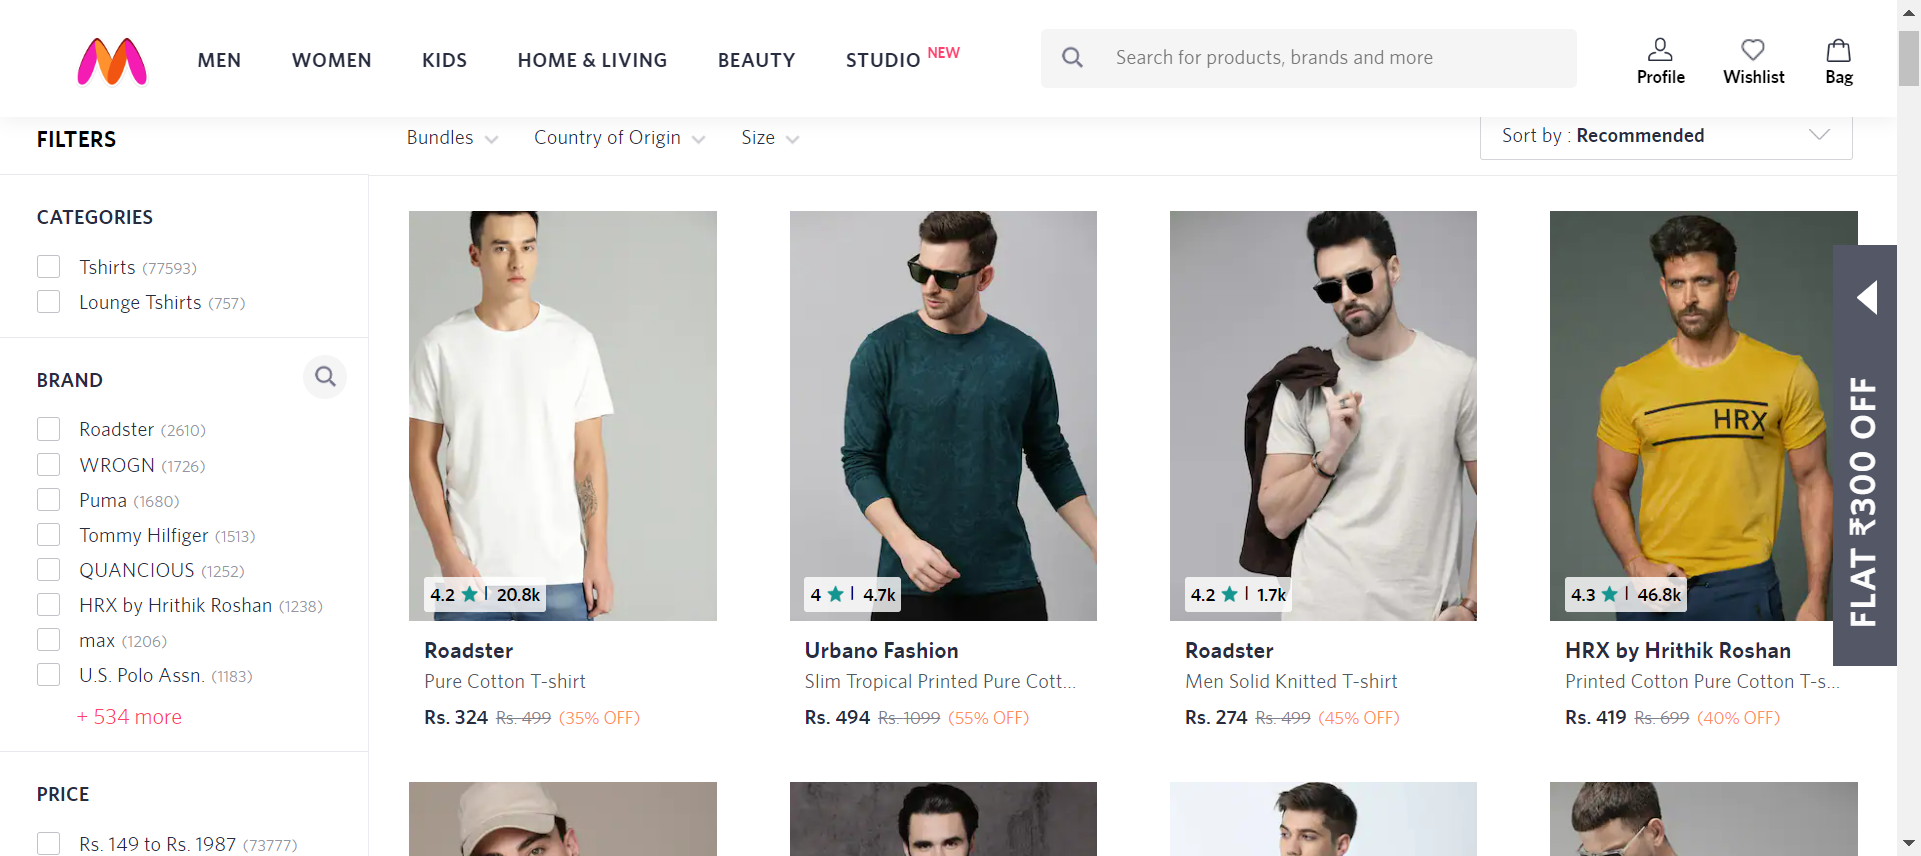 MEN WOMEN KIDS HOME & LIVING BEAUTY STUDIO NEW
Search for products, brands and more
Profile Wishlist Bag
FILTERS
Bundles Country of Origin Size
Sort by : Recommended
CATEGORIES
Tshirts (77593)
Lounge Tshirts (757)
BRAND
Roadster (2610)
WROGN (1726)
Puma (1680)
Tommy Hilfiger (1513)
QUANCIOUS (1252)
HRX by Hrithik Roshan (1238)
max (1206)
U.S. Polo Assn. (1183)
+ 534 more
PRICE
Rs. 149 to Rs. 1987 (73777)
4.2 ★ | 20.8k
Roadster
Pure Cotton T-shirt
Rs. 324 Rs. 499 (35% OFF)
4 ★ | 4.7k
Urbano Fashion
Slim Tropical Printed Pure Cott...
Rs. 494 Rs. 1099 (55% OFF)
4.2 ★ | 1.7k
Roadster
Men Solid Knitted T-shirt
Rs. 274 Rs. 499 (45% OFF)
HRX
4.3 ★ | 46.8k
HRX by Hrithik Roshan
Printed Cotton Pure Cotton T-s...
Rs. 419 Rs. 699 (40% OFF)
FLAT ₹300 OFF